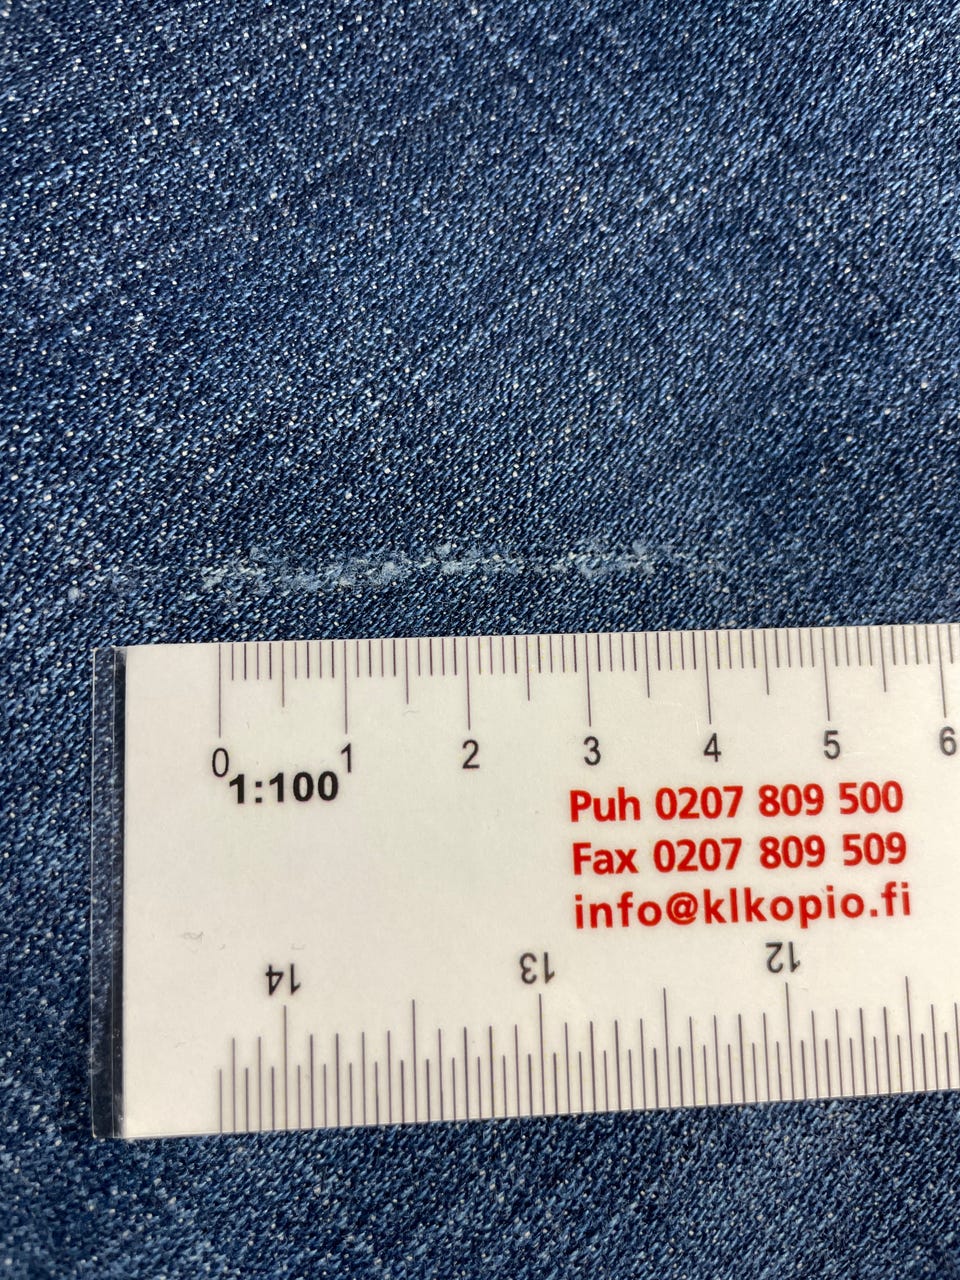 0 1 2 3 4 5 6
1:100
Puh 0207 809 500
Fax 0207 809 509
info@klkopio.fi
14 13 12